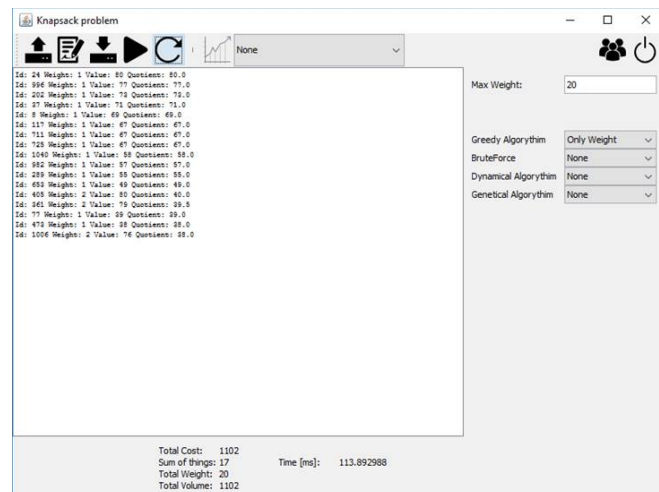 Knapsack problem
None
Id: 24 Weight: 1 Value: 80 Quotient: 80.0
Id: 996 Weight: 1 Value: 77 Quotient: 77.0
Id: 202 Weight: 1 Value: 73 Quotient: 73.0
Id: 37 Weight: 1 Value: 71 Quotient: 71.0
Id: 8 Weight: 1 Value: 69 Quotient: 69.0
Id: 117 Weight: 1 Value: 67 Quotient: 67.0
Id: 711 Weight: 1 Value: 67 Quotient: 67.0
Id: 725 Weight: 1 Value: 67 Quotient: 67.0
Id: 1040 Weight: 1 Value: 58 Quotient: 58.0
Id: 982 Weight: 1 Value: 57 Quotient: 57.0
Id: 289 Weight: 1 Value: 55 Quotient: 55.0
Id: 653 Weight: 1 Value: 49 Quotient: 49.0
Id: 405 Weight: 2 Value: 80 Quotient: 40.0
Id: 361 Weight: 2 Value: 79 Quotient: 39.5
Id: 77 Weight: 1 Value: 39 Quotient: 39.0
Id: 473 Weight: 1 Value: 38 Quotient: 38.0
Id: 1006 Weight: 2 Value: 76 Quotient: 38.0
Max Weight: 20
Greedy Algorythim Only Weight
BruteForce None
Dynamical Algorythim None
Genetical Algorythim None
Total Cost: 1102
Sum of things: 17 Time [ms]: 113.892988
Total Weight: 20
Total Volume: 1102